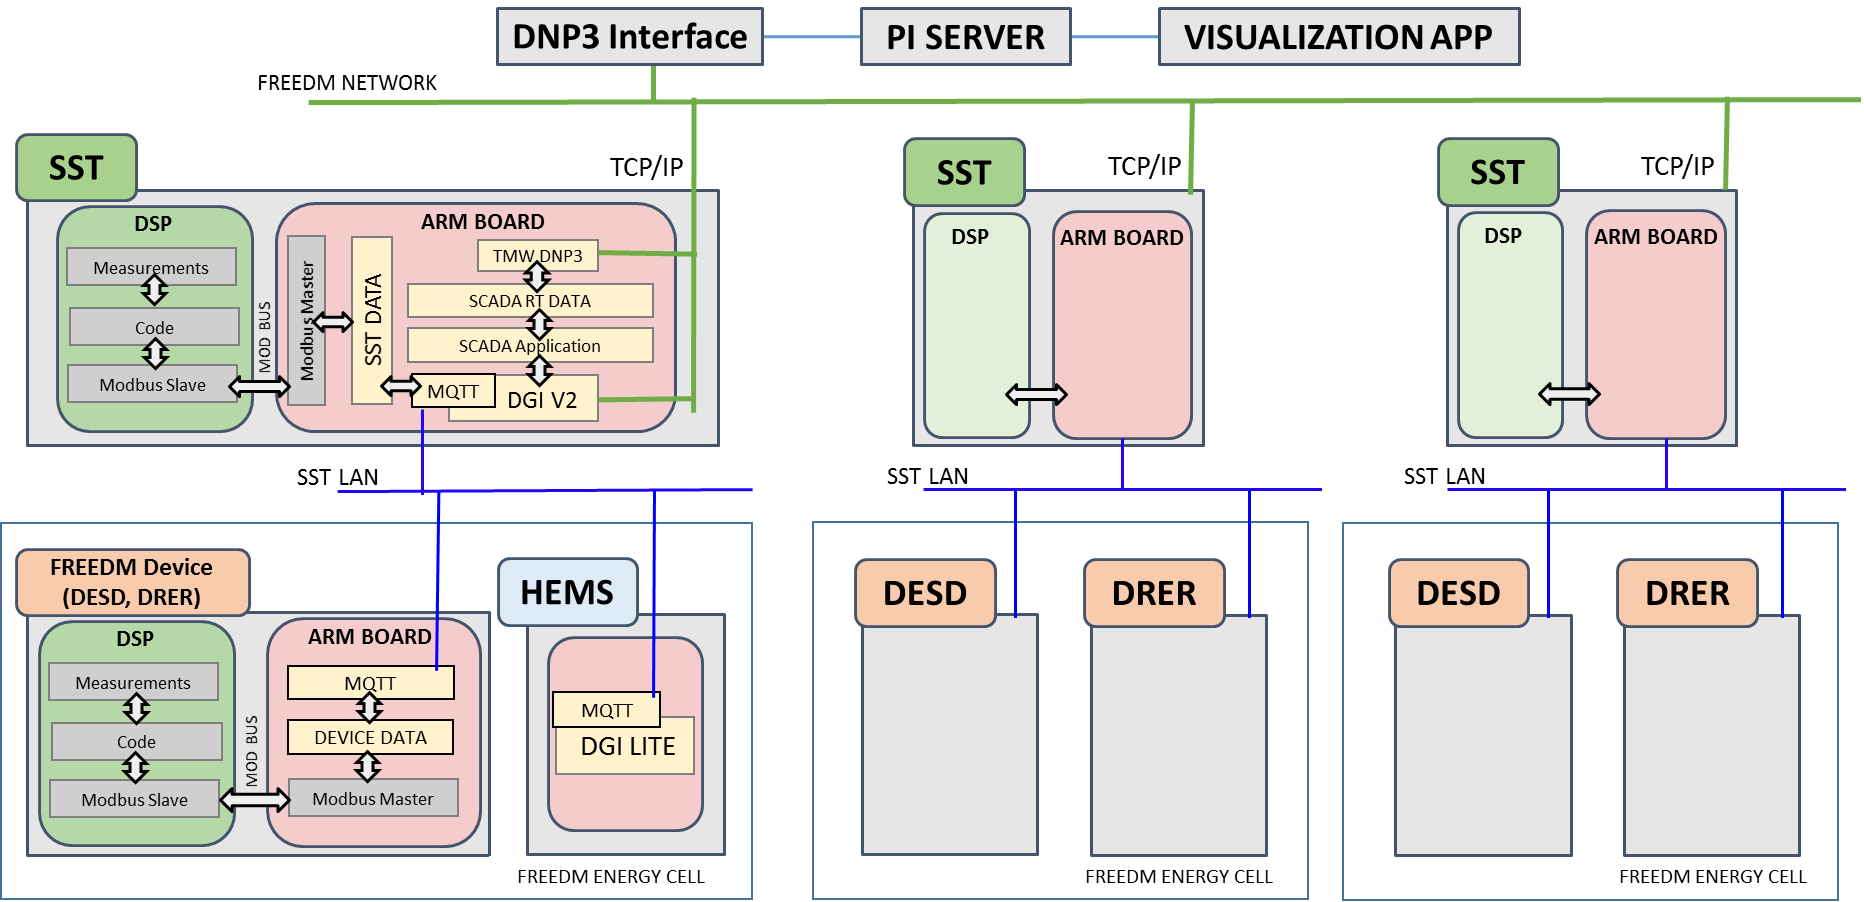 DNP3 Interface
PI SERVER
VISUALIZATION APP
FREEDM NETWORK
SST
TCP/IP
DSP
Measurements
Code
Modbus Slave
MOD BUS
ARM BOARD
Modbus Master
SST DATA
TMW DNP3
SCADA RT DATA
SCADA Application
MQTT
DGI V2
SST
TCP/IP
DSP
ARM BOARD
SST
TCP/IP
DSP
ARM BOARD
SST LAN
SST LAN
SST LAN
FREEDM Device
(DESD, DRER)
DSP
Measurements
Code
Modbus Slave
MOD BUS
ARM BOARD
MQTT
DEVICE DATA
Modbus Master
HEMS
MQTT
DGI LITE
FREEDM ENERGY CELL
DESD
DRER
FREEDM ENERGY CELL
DESD
DRER
FREEDM ENERGY CELL